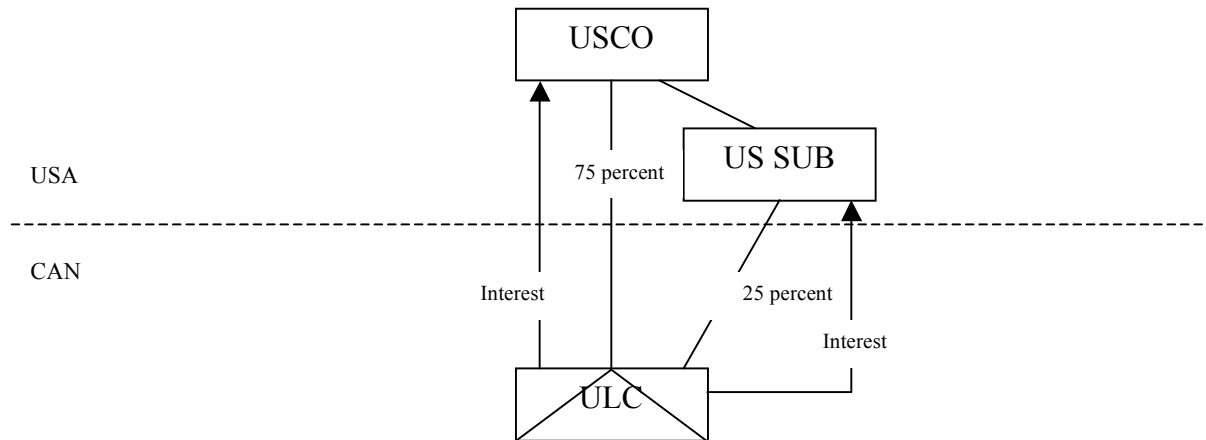 USCO
US SUB
75 percent
USA
CAN
Interest
25 percent
Interest
ULC